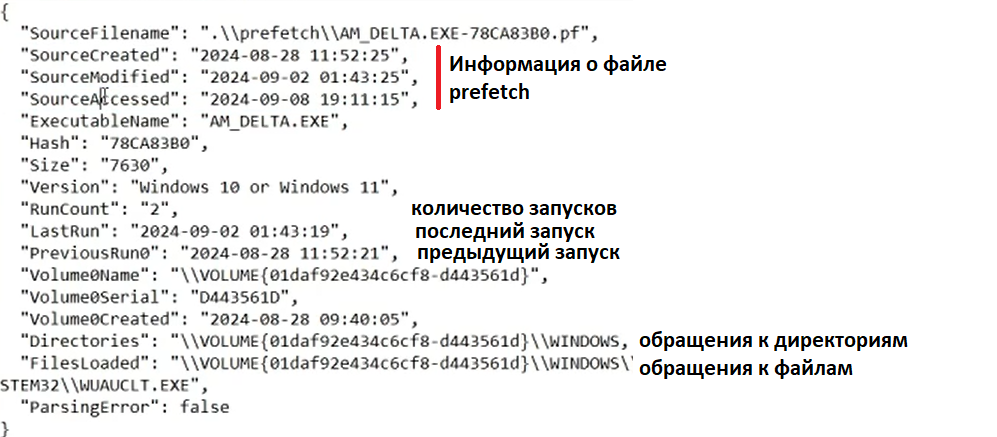 {
"SourceFilename": ".\\prefetch\\AM_DELTA.EXE-78CA83B0.pf",
"SourceCreated": "2024-08-28 11:52:25",
"SourceModified": "2024-09-02 01:43:25",
"SourceAccessed": "2024-09-08 19:11:15",
Информация о файле
prefetch
"ExecutableName": "AM_DELTA.EXE",
"Hash": "78CA83B0",
"Size": "7630",
"Version": "Windows 10 or Windows 11",
"RunCount": "2", количество запусков
"LastRun": "2024-09-02 01:43:19", последний запуск
"PreviousRun0": "2024-08-28 11:52:21", предыдущий запуск
"Volume0Name": "\\VOLUME{01daf92e434c6cf8-d443561d}",
"Volume0Serial": "D443561D",
"Volume0Created": "2024-08-28 09:40:05",
"Directories": "\\VOLUME{01daf92e434c6cf8-d443561d}\\WINDOWS, обращения к директориям
"FilesLoaded": "\\VOLUME{01daf92e434c6cf8-d443561d}\\WINDOWS\ обращения к файлам
STEM32\\WUAUCLT.EXE",
"ParsingError": false
}